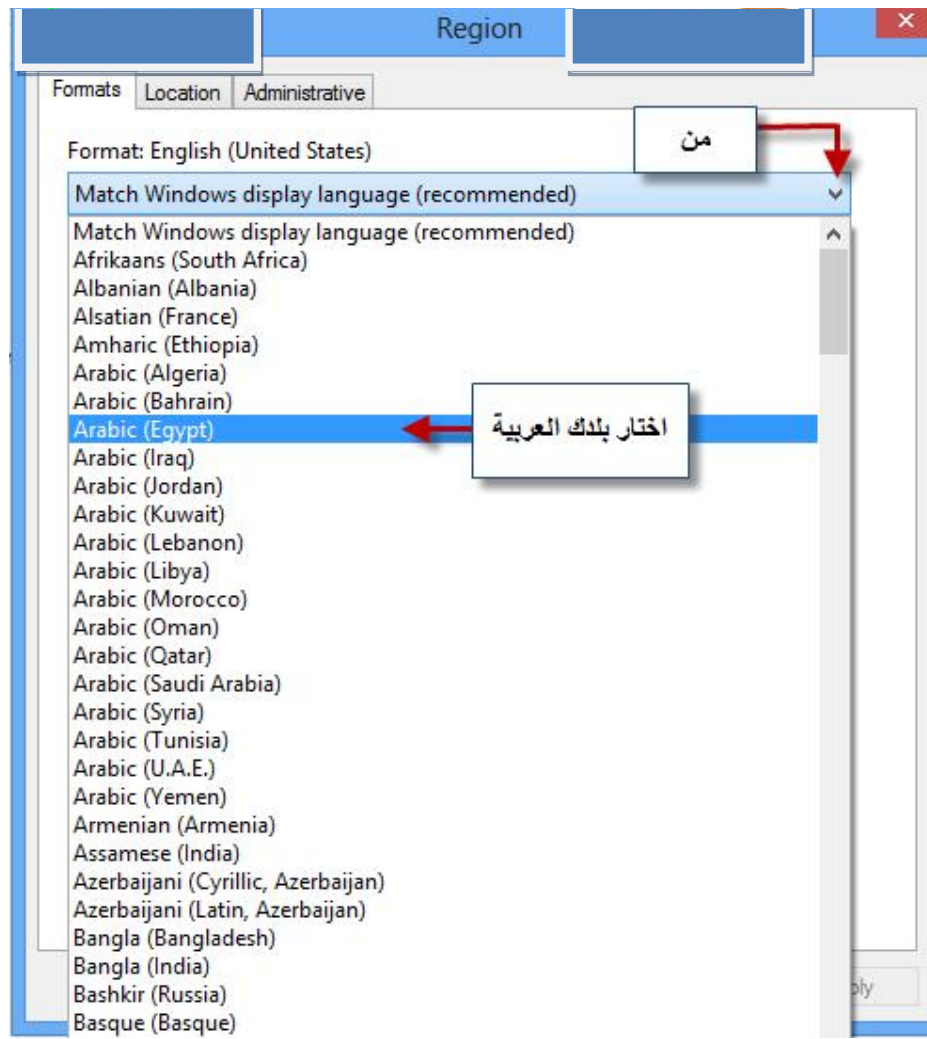 Region
Formats Location Administrative
Format: English (United States)
من
Match Windows display language (recommended)
Match Windows display language (recommended)
Afrikaans (South Africa)
Albanian (Albania)
Alsatian (France)
Amharic (Ethiopia)
Arabic (Algeria)
Arabic (Bahrain)
Arabic (Egypt)
اختار بلدك العربية
Arabic (Iraq)
Arabic (Jordan)
Arabic (Kuwait)
Arabic (Lebanon)
Arabic (Libya)
Arabic (Morocco)
Arabic (Oman)
Arabic (Qatar)
Arabic (Saudi Arabia)
Arabic (Syria)
Arabic (Tunisia)
Arabic (U.A.E.)
Arabic (Yemen)
Armenian (Armenia)
Assamese (India)
Azerbaijani (Cyrillic, Azerbaijan)
Azerbaijani (Latin, Azerbaijan)
Bangla (Bangladesh)
Bangla (India)
Bashkir (Russia)
Basque (Basque)